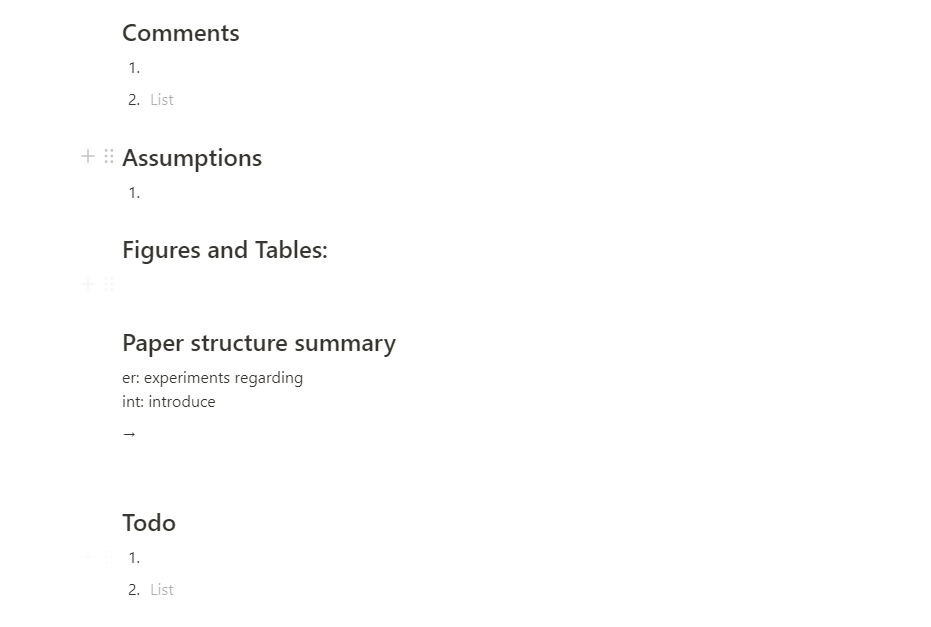 Comments
1.
2. List
Assumptions
1.
Figures and Tables:
Paper structure summary
er: experiments regarding
int: introduce
→
Todo
1.
2. List